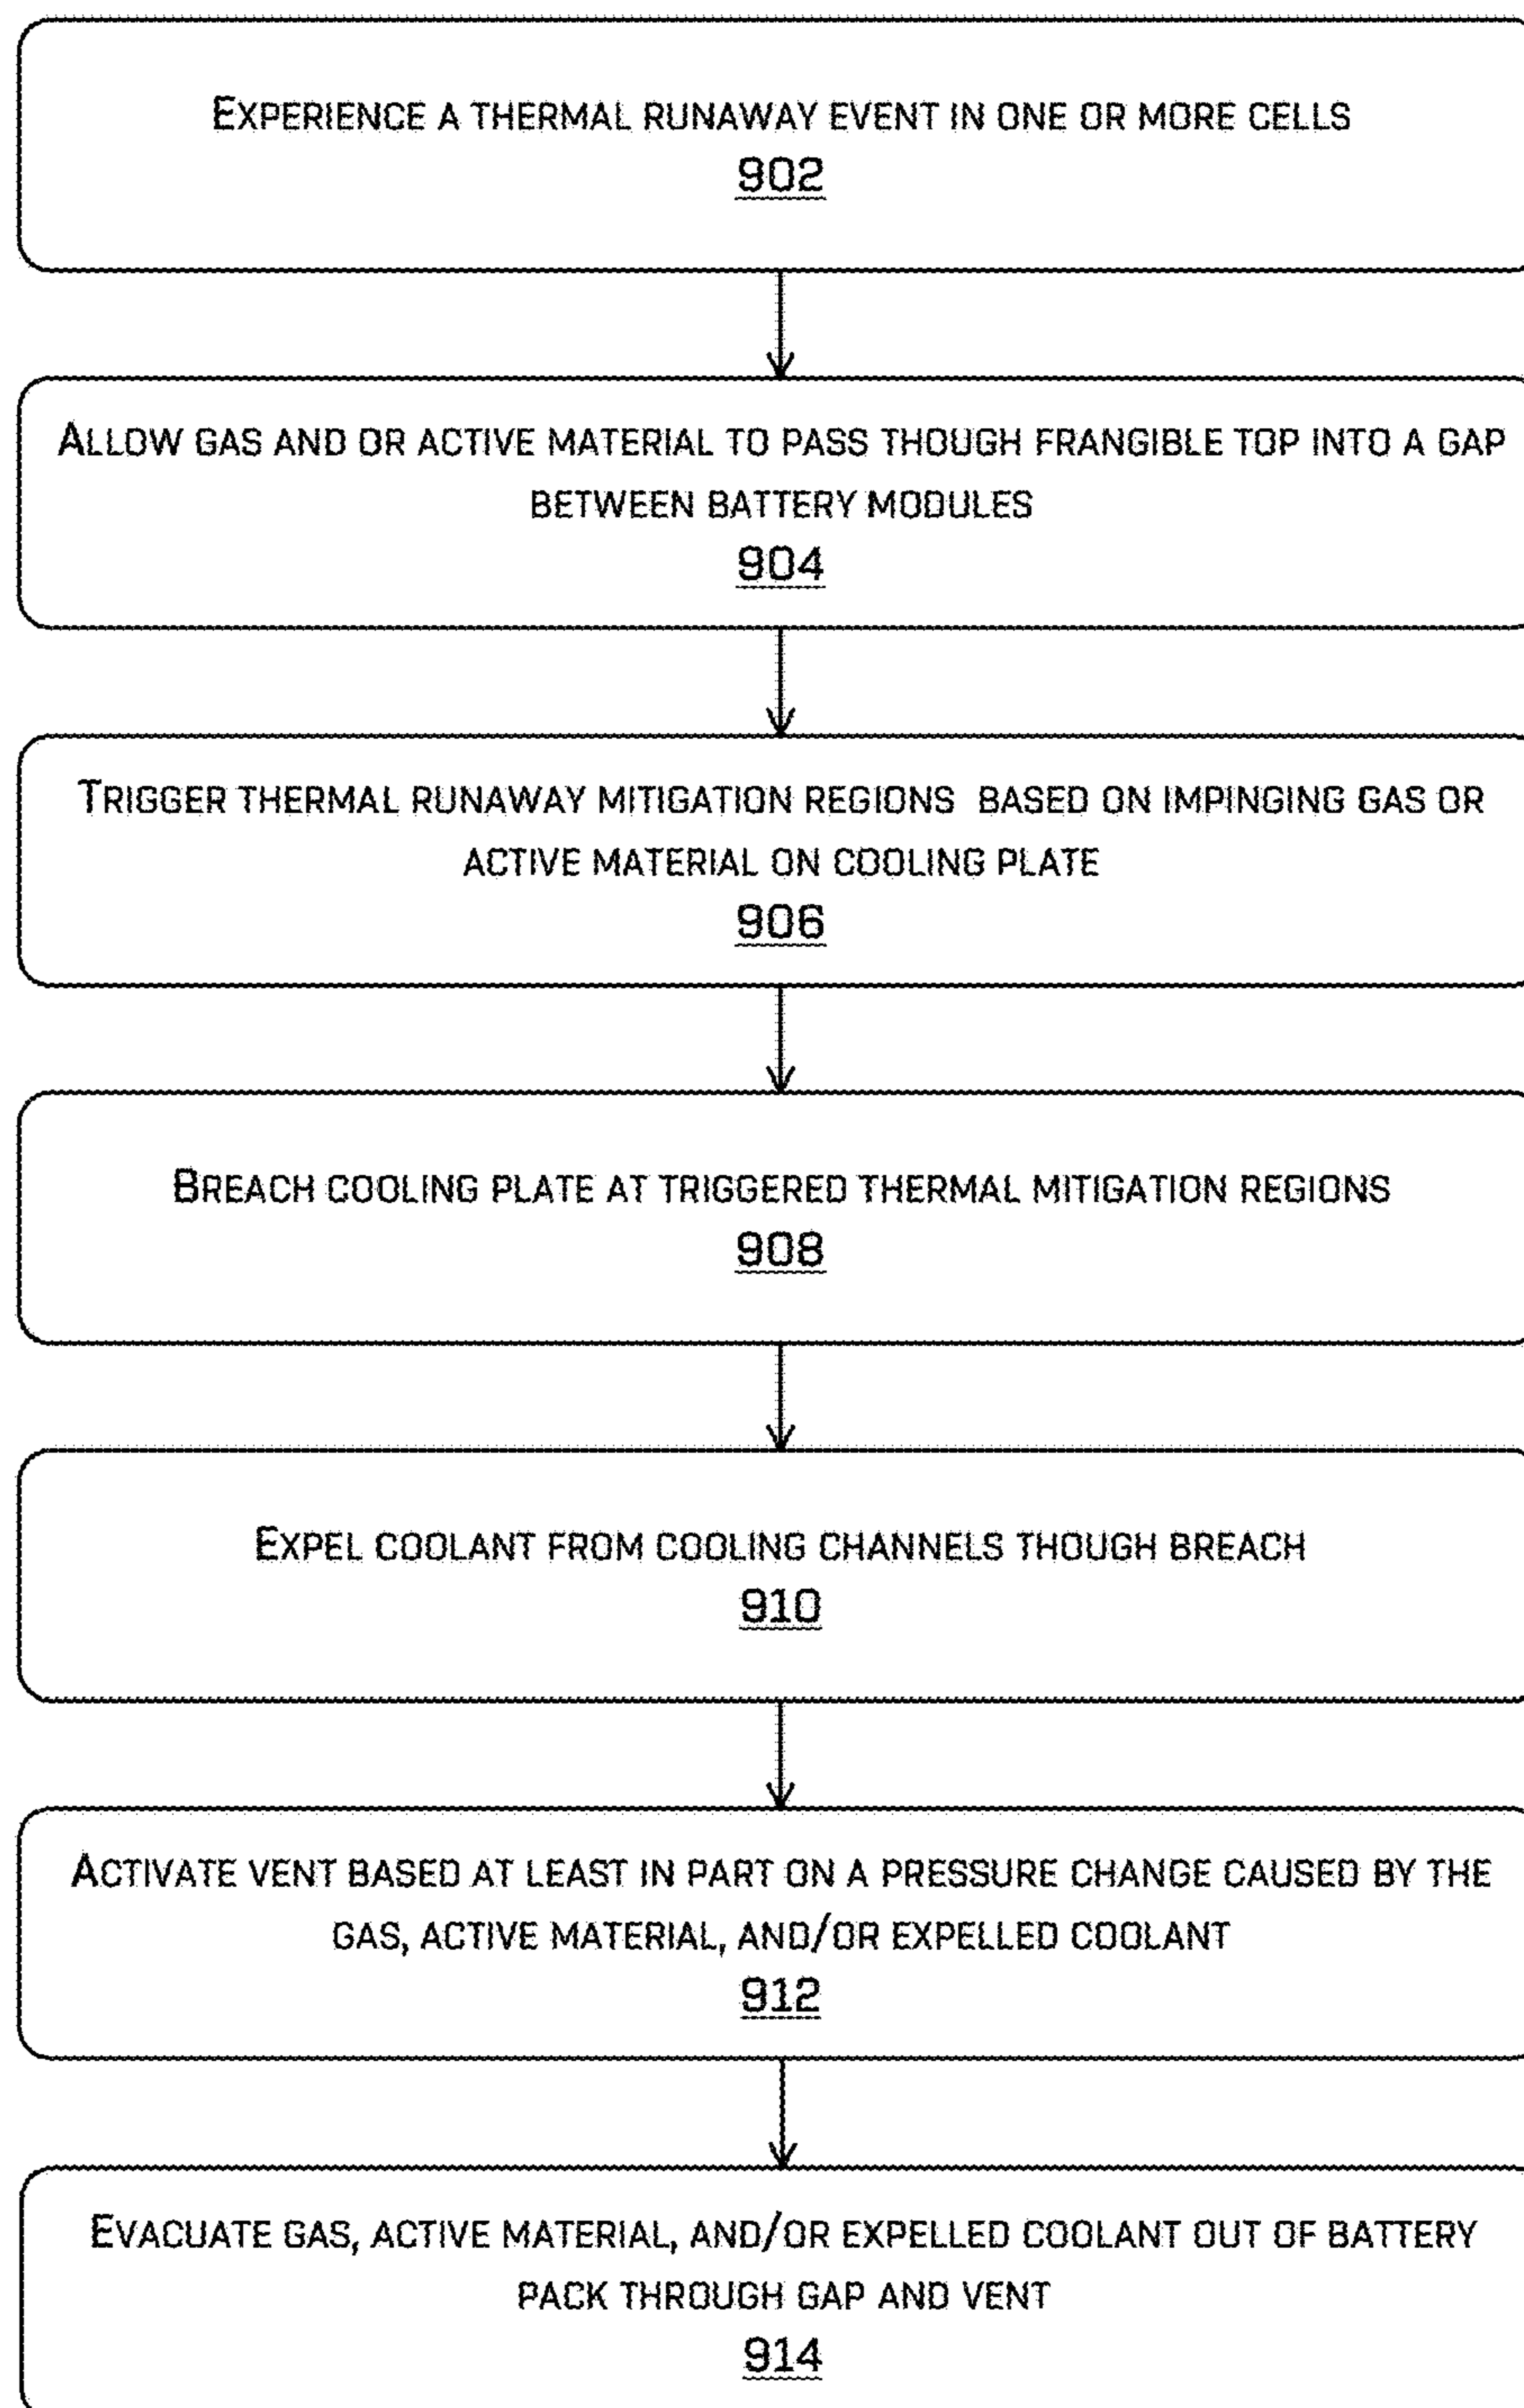 Experience a thermal runaway event in one or more cells
902
Allow gas and or active material to pass though frangible top into a gap
between battery modules
904
Trigger thermal runaway mitigation regions based on impinging gas or
active material on cooling plate
906
Breach cooling plate at triggered thermal mitigation regions
908
Expel coolant from cooling channels though breach
910
Activate vent based at least in part on a pressure change caused by the
gas, active material, and/or expelled coolant
912
Evacuate gas, active material, and/or expelled coolant out of battery
pack through gap and vent
914